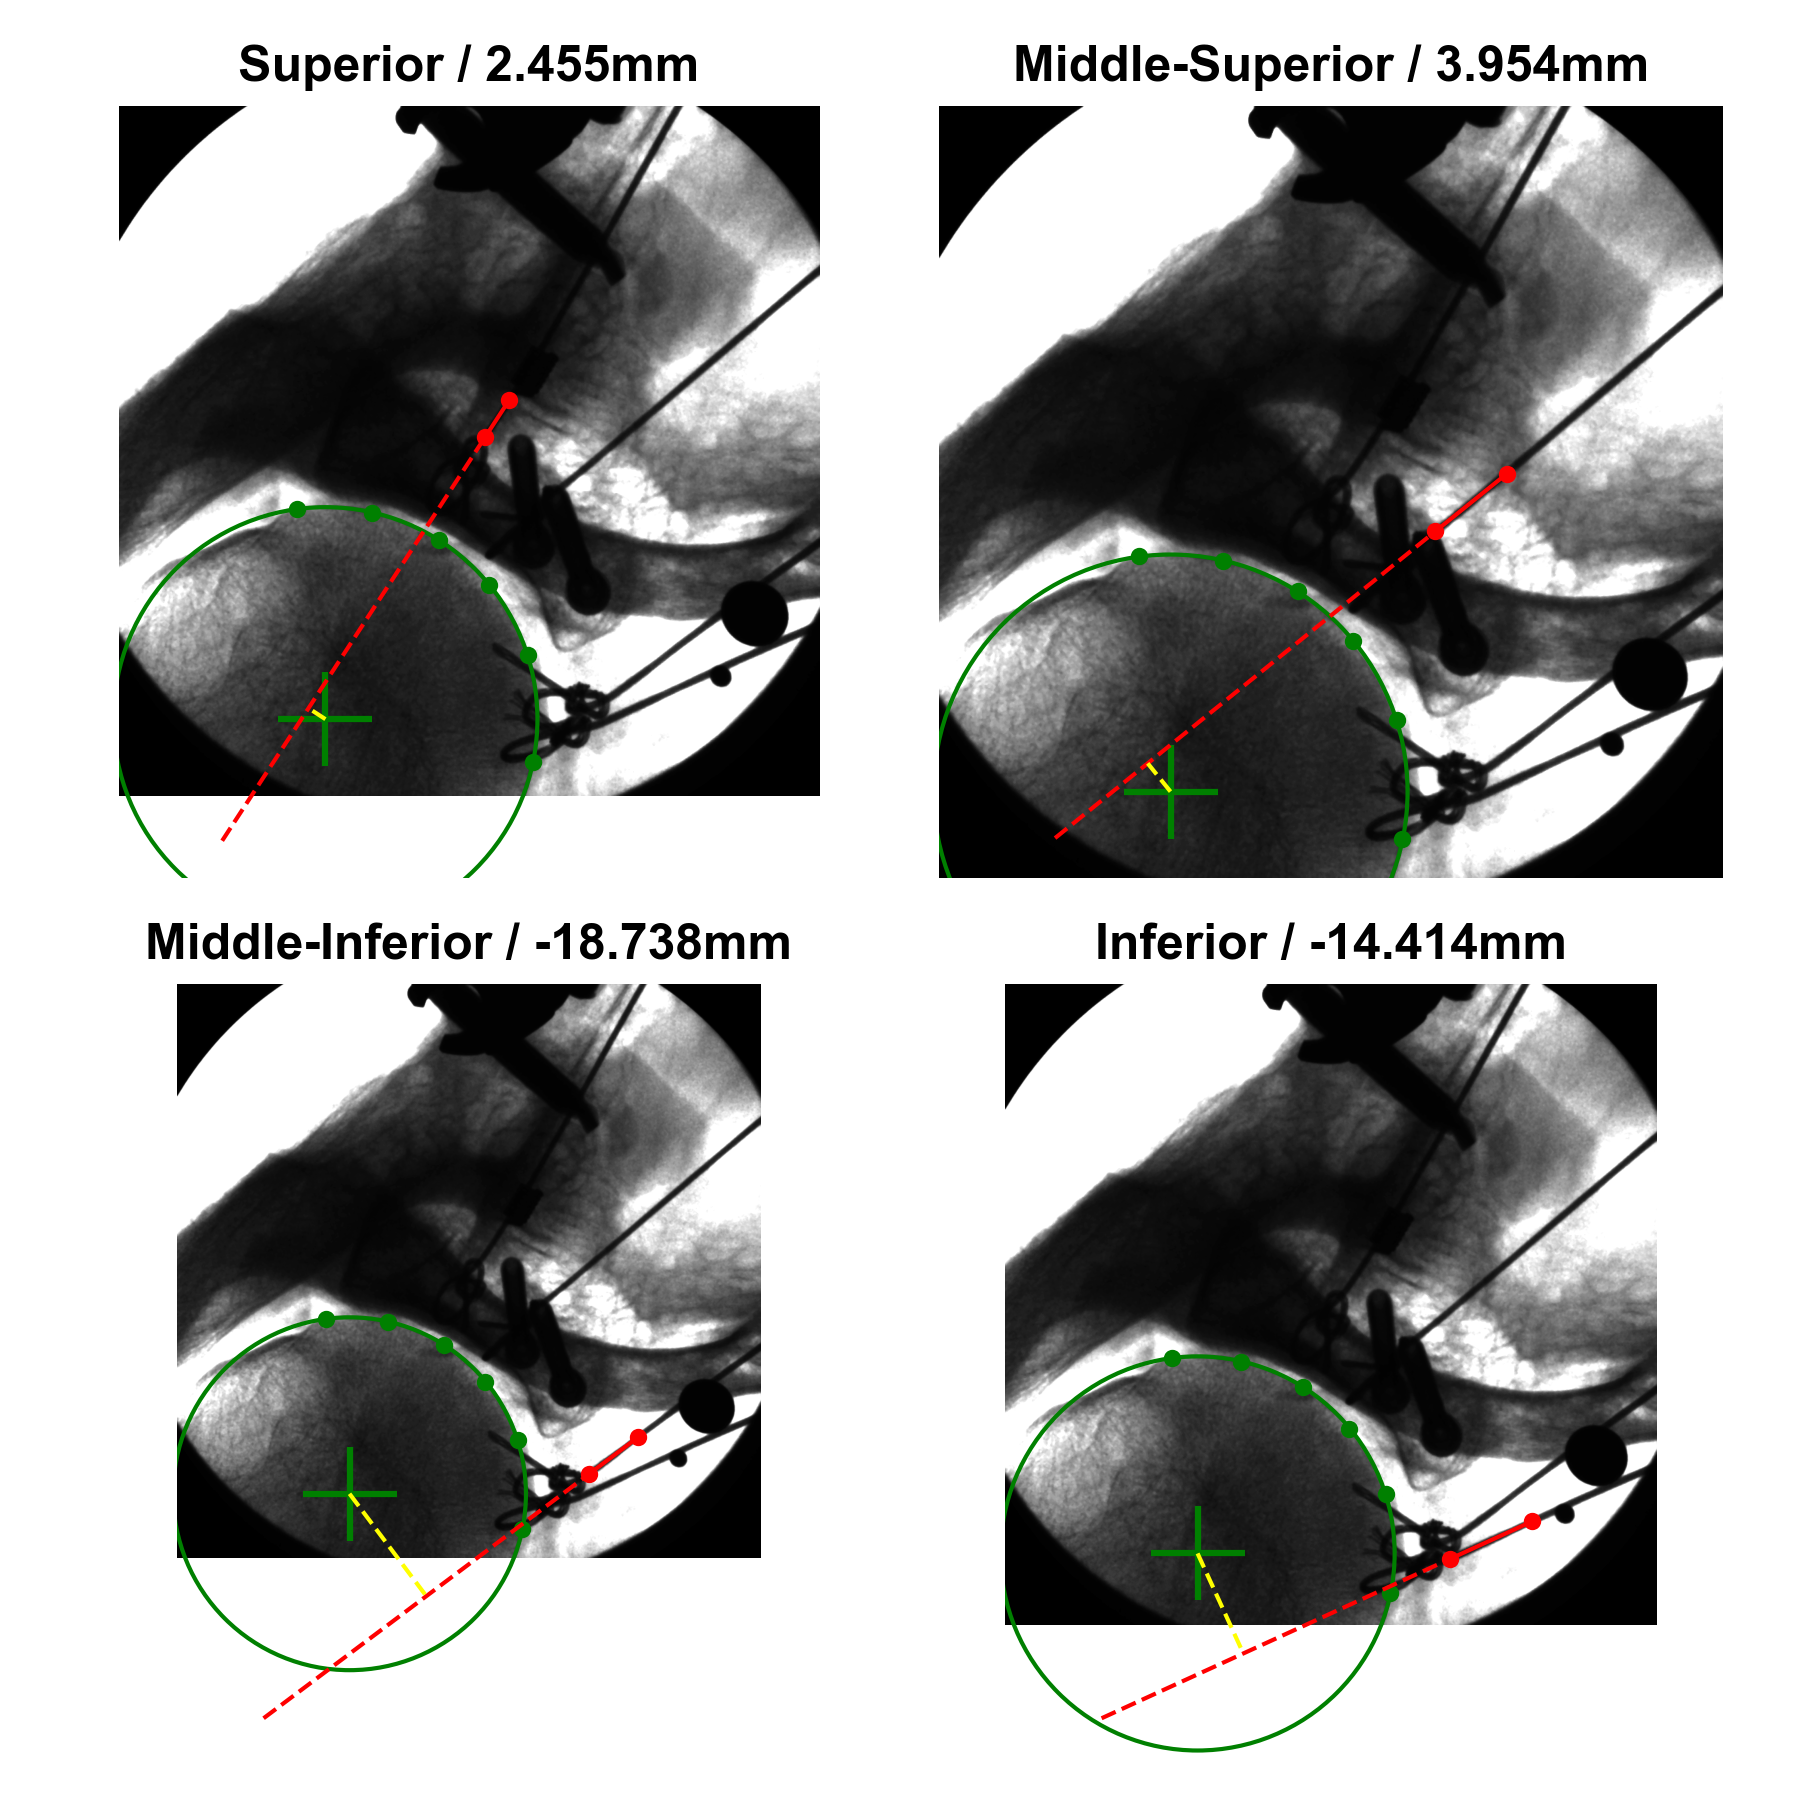 Superior / 2.455mm
Middle-Superior / 3.954mm
Middle-Inferior / -18.738mm
Inferior / -14.414mm